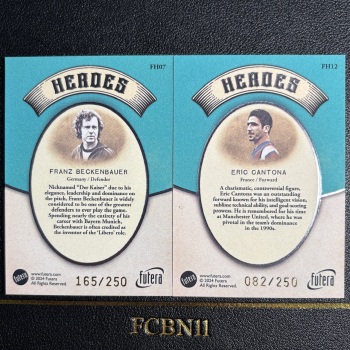 FH07
HEROES
FRANZ BECKENBAUER
Germany / Defender
Nicknamed "Der Kaiser" due to his
elegance, leadership and dominance on
the pitch, Franz Beckenbauer is widely
considered to be one of the greatest
defenders to ever play the game.
Spending nearly the entirety of his
career with Bayern Munich,
Beckenbauer is often credited as
the inventor of the 'Libero' role.
futera
www.futera.com
© 2024 Futera
All Rights Reserved.
165/250
futera
FH12
HEROES
ERIC CANTONA
France / Forward
A charismatic, controversial figure,
Eric Cantona was an outstanding
forward known for his intelligent vision,
sublime technical ability, and goal scoring
prowess. He is remembered for his time
at Manchester United, where he
was pivotal in the team's dominance
in the 1990s.
futera
www.futera.com
© 2024 Futera
All Rights Reserved.
082/250
futera
FCBN11